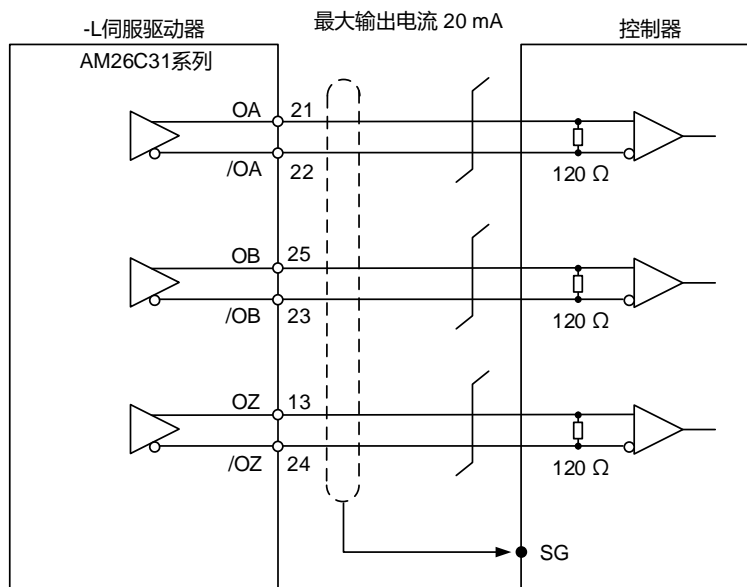 最大输出电流 20 mA
-L伺服驱动器
控制器
AM26C31系列
OA
21
/OA
22
120 Ω
OB
25
/OB
23
120 Ω
OZ
13
/OZ
24
120 Ω
SG